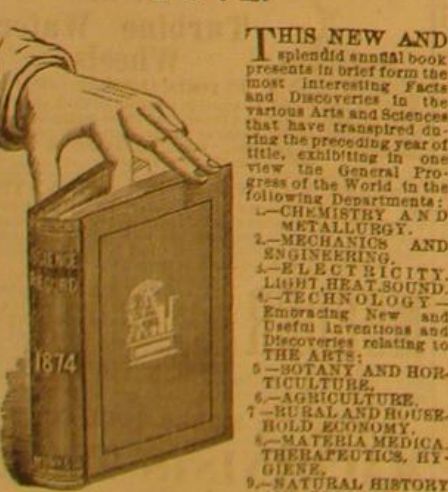 SCIENCE
RECORD
1874
THIS NEW AND
splendid annual book
presents in brief form the
most interesting Facts
and Discoveries in the
various Arts and Sciences
that have transpired du-
ring the preceding year of
title, exhibiting in one
view the General Pro-
gress of the World in the
following Departments:
1.—CHEMISTRY AND
METALLURGY.
2.—MECHANICS AND
ENGINEERING.
3.—ELECTRICITY,
LIGHT, HEAT, SOUND.
4.—TECHNOLOGY—
Embracing New and
Useful Inventions and
Discoveries relating to
THE ARTS:
5—BOTANY AND HOR-
TICULTURE.
6.—AGRICULTURE.
7—RURAL AND HOUSE-
HOLD ECONOMY.
8.—MATERIA MEDICA,
THERAPEUTICS, HY-
GIENE.
9.—NATURAL HISTORY